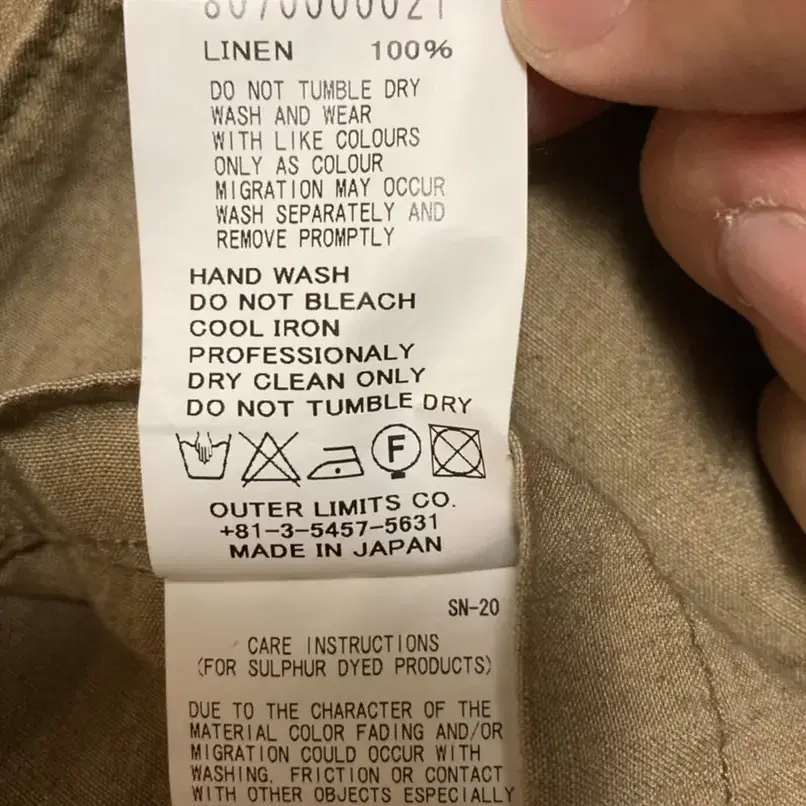 8070000021
LINEN 100%
DO NOT TUMBLE DRY
WASH AND WEAR
WITH LIKE COLOURS
ONLY AS COLOUR
MIGRATION MAY OCCUR
WASH SEPARATELY AND
REMOVE PROMPTLY
HAND WASH
DO NOT BLEACH
COOL IRON
PROFESSIONALY
DRY CLEAN ONLY
DO NOT TUMBLE DRY
F
OUTER LIMITS CO.
+81-3-5457-5631
MADE IN JAPAN
SN-20
CARE INSTRUCTIONS
(FOR SULPHUR DYED PRODUCTS)
DUE TO THE CHARACTER OF THE
MATERIAL COLOR FADING AND/OR
MIGRATION COULD OCCUR WITH
WASHING, FRICTION OR CONTACT
WITH OTHER OBJECTS ESPECIALLY